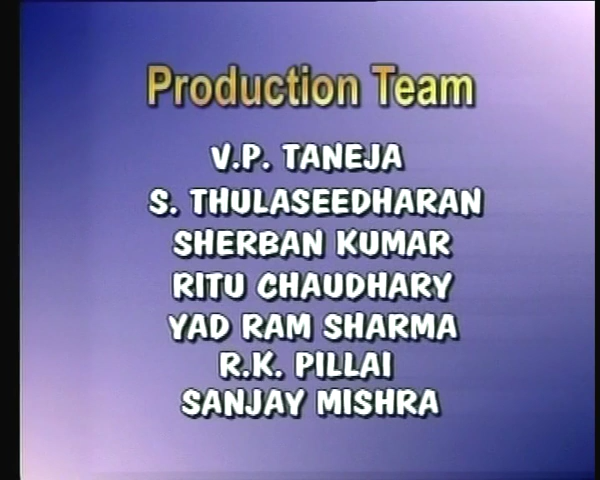 Production Team
V.P. TANEJA
S. THULASEEDHARAN
SHERBAN KUMAR
RITU CHAUDHARY
YAD RAM SHARMA
R.K. PILLAI
SANJAY MISHRA